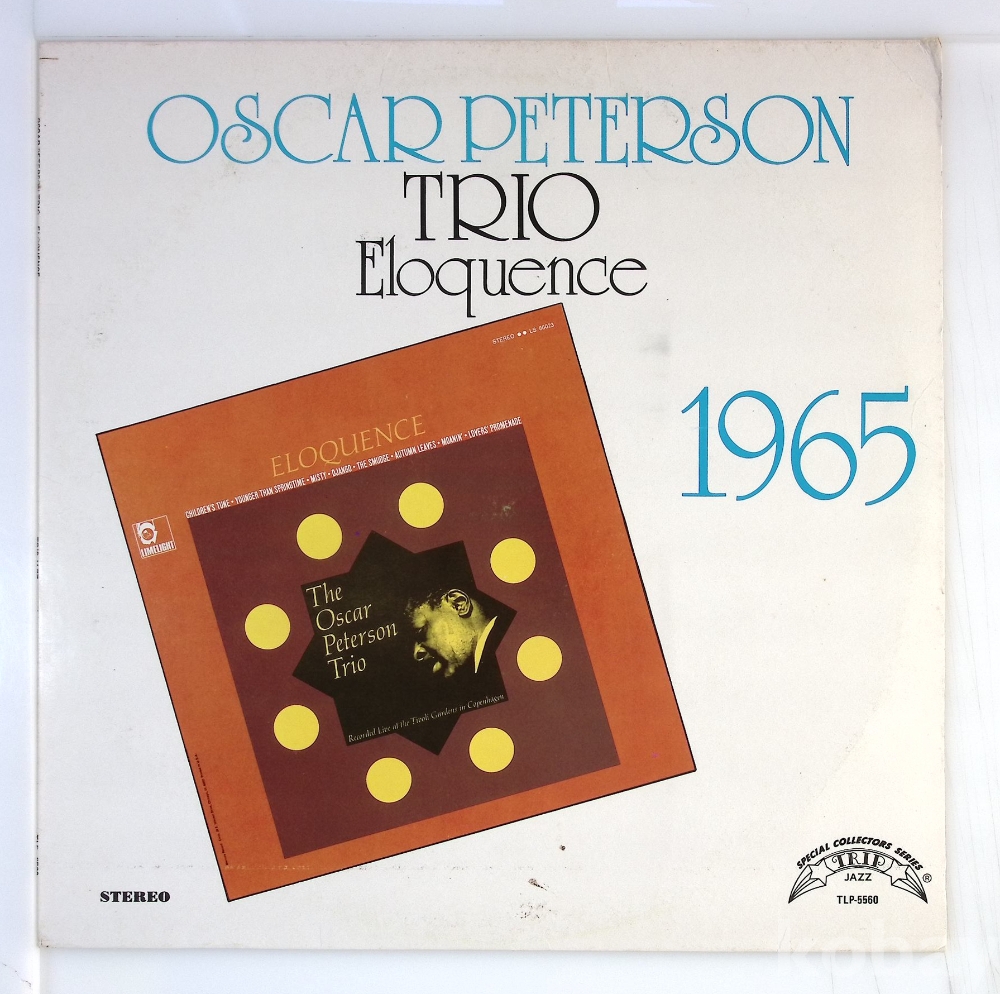 OSCAR PETERSON
TRIO
Eloquence
1965
STEREO •• LS 86023
ELOQUENCE
CHILDREN'S TUNE • YOUNGER THAN SPRINGTIME • MISTY • DJANGO • THE SMUDGE • AUTUMN LEAVES • MOANIN' • LOVERS' PROMENADE
LIMELIGHT
The
Oscar
Peterson
Trio
Recorded Live at the Tivoli Gardens in Copenhagen
STEREO
SPECIAL COLLECTORS SERIES
TRIP
JAZZ
®
TLP-5560